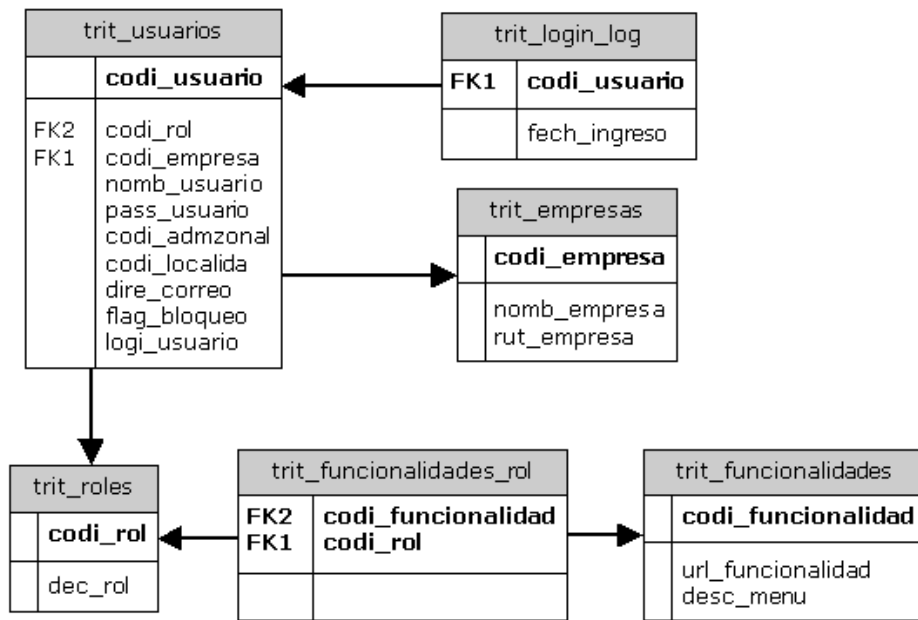 trit_usuarios
codi_usuario
FK2 codi_rol
FK1 codi_empresa
nomb_usuario
pass_usuario
codi_admzonal
codi_localida
dire_correo
flag_bloqueo
logi_usuario
trit_login_log
FK1 codi_usuario
fech_ingreso
trit_empresas
codi_empresa
nomb_empresa
rut_empresa
trit_roles
codi_rol
dec_rol
trit_funcionalidades_rol
FK2 codi_funcionalidad
FK1 codi_rol
trit_funcionalidades
codi_funcionalidad
url_funcionalidad
desc_menu